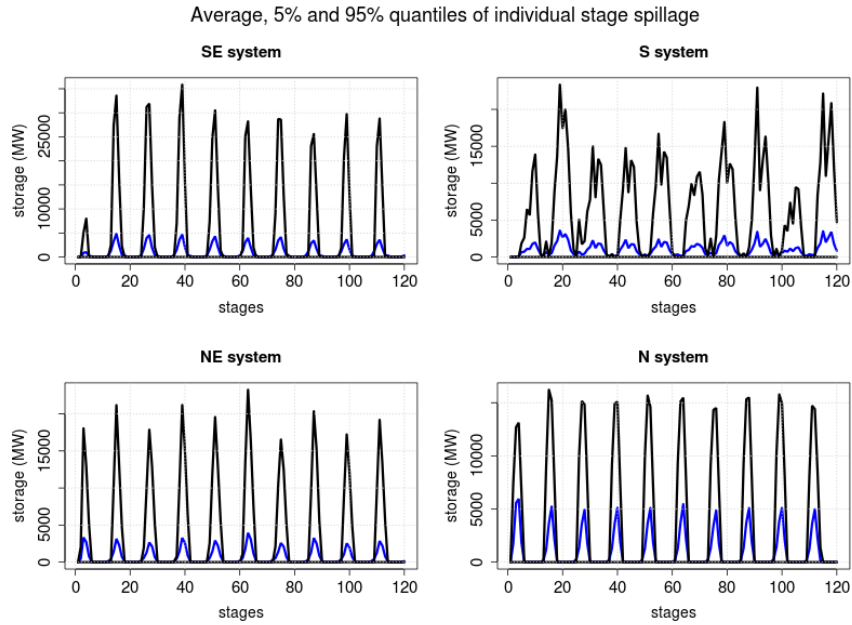 Average, 5% and 95% quantiles of individual stage spillage
SE system
storage (MW)
0 10000 25000
0 20 40 60 80 100 120
stages
S system
storage (MW)
0 5000 15000
0 20 40 60 80 100 120
stages
NE system
storage (MW)
0 5000 15000
0 20 40 60 80 100 120
stages
N system
storage (MW)
0 5000 10000
0 20 40 60 80 100 120
stages